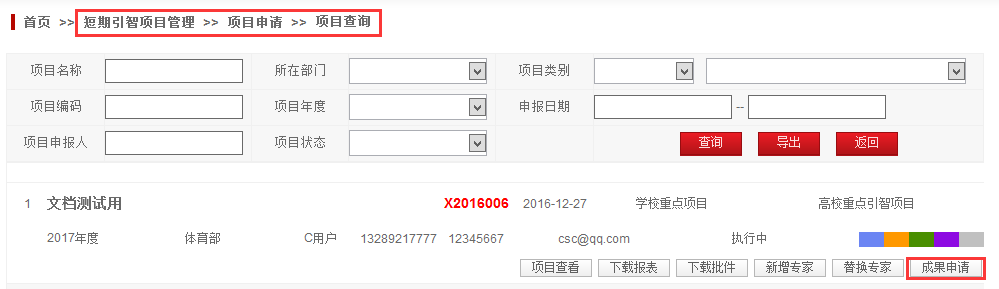 首页 >> 短期引智项目管理 >> 项目申请 >> 项目查询
项目名称 所在部门 项目类别
项目编码 项目年度 申报日期 --
项目申报人 项目状态 查询 导出 返回
1 文档测试用 X2016006 2016-12-27 学校重点项目 高校重点引智项目
2017年度 体育部 C用户 13289217777 12345667 csc@qq.com 执行中
项目查看 下载报表 下载批件 新增专家 替换专家 成果申请